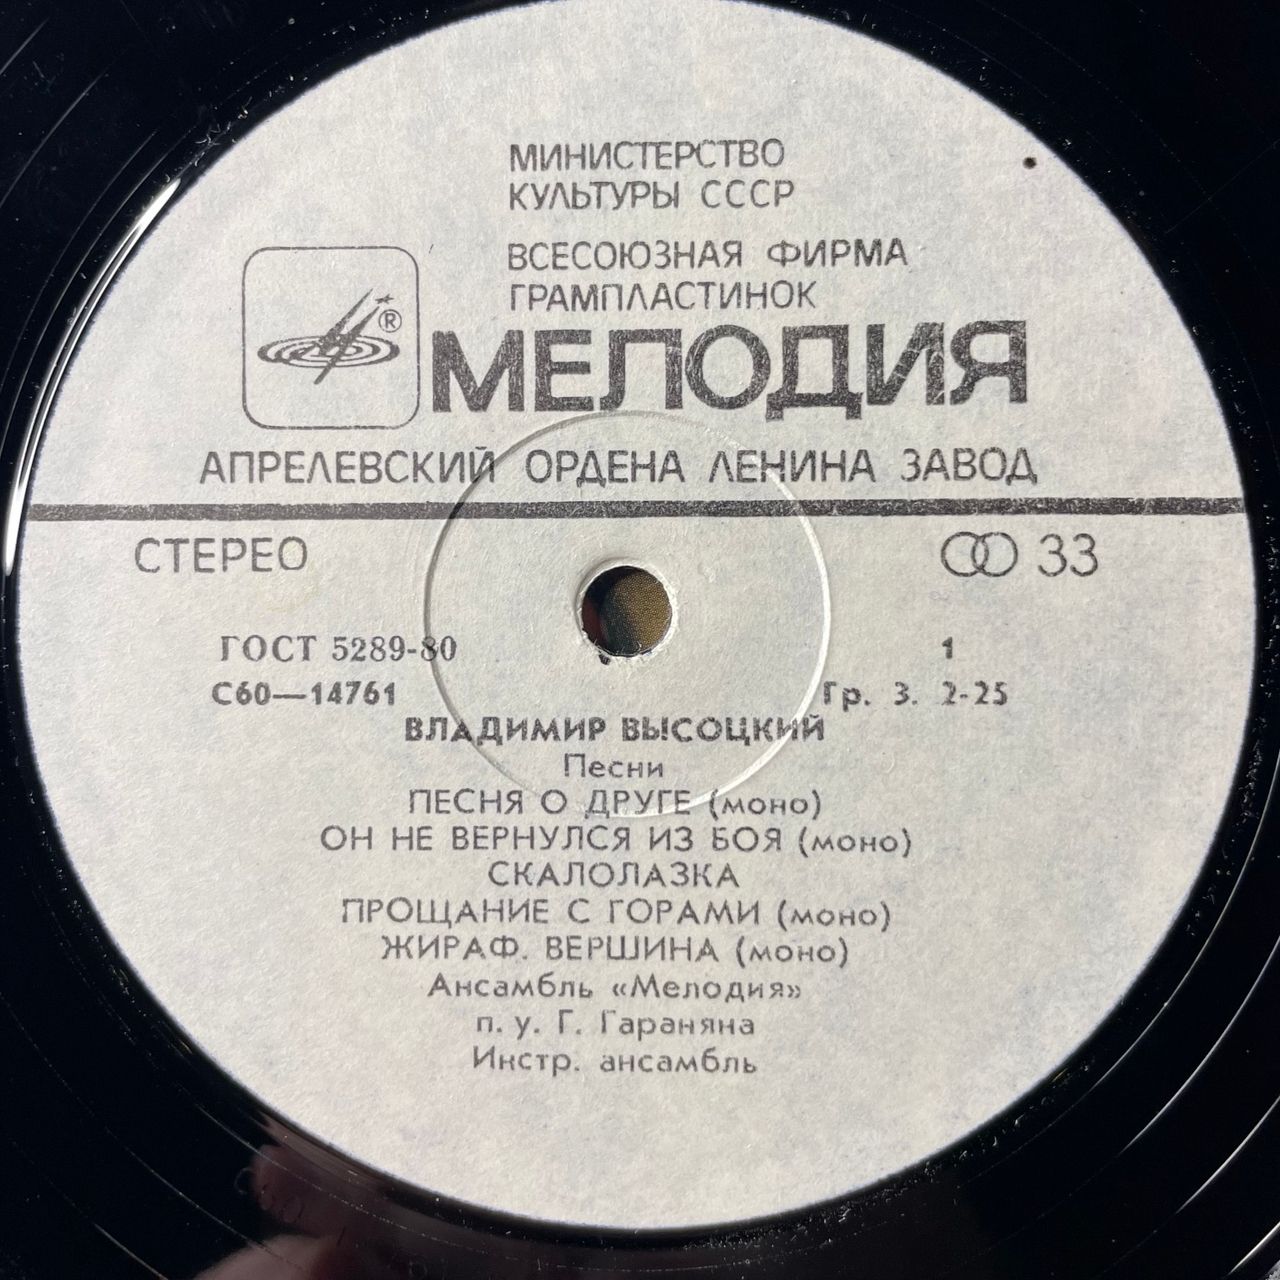 МИНИСТЕРСТВО
КУЛЬТУРЫ СССР
ВСЕСОЮЗНАЯ ФИРМА
ГРАМПЛАСТИНОК
®
МЕЛОДИЯ
АПРЕЛЕВСКИЙ ОРДЕНА ЛЕНИНА ЗАВОД
СТЕРЕО 33
ГОСТ 5289-80 1
С60—14761 Гр. 3. 2-25
ВЛАДИМИР ВЫСОЦКИЙ
Песни
ПЕСНЯ О ДРУГЕ (моно)
ОН НЕ ВЕРНУЛСЯ ИЗ БОЯ (моно)
СКАЛОЛАЗКА
ПРОЩАНИЕ С ГОРАМИ (моно)
ЖИРАФ. ВЕРШИНА (моно)
Ансамбль «Мелодия»
п. у. Г. Гараняна
Инстр. ансамбль